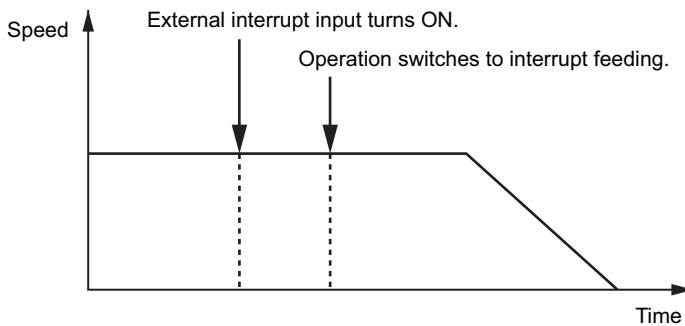 External interrupt input turns ON.
Speed
Operation switches to interrupt feeding.
Time